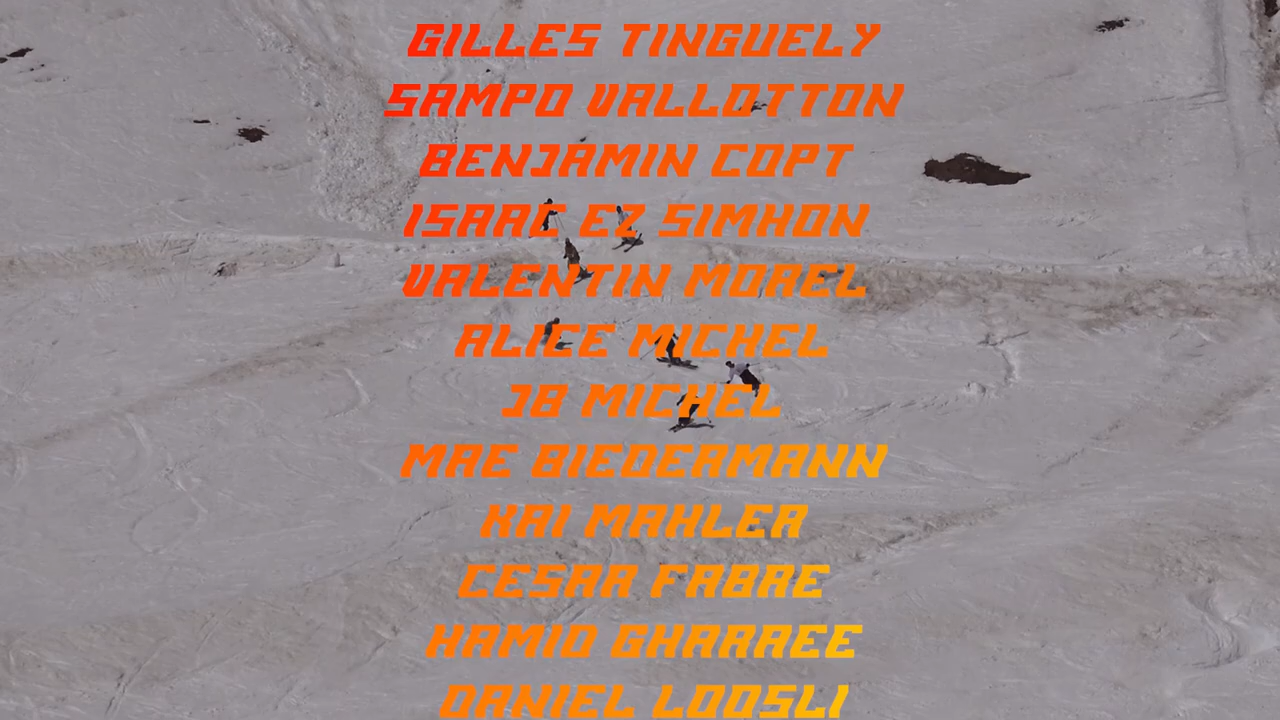 GILLES TINGUELY
SAMPO VALLOTTON
BENJAMIN COPT
ISAAC EZ SIMHON
VALENTIN MOREL
ALICE MICHEL
JB MICHEL
MAE BIEDERMANN
KAI MAHLER
CESAR FABRE
HAMID GHARAEE
DANIEL LOOSLI